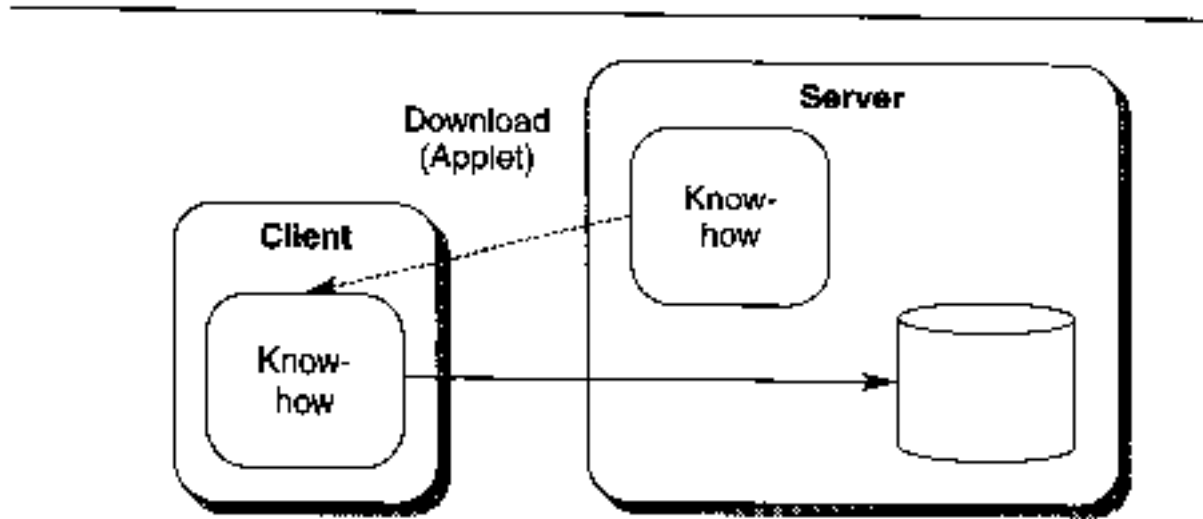 Server
Download
(Applet)
Know-
how
Client
Know-
how